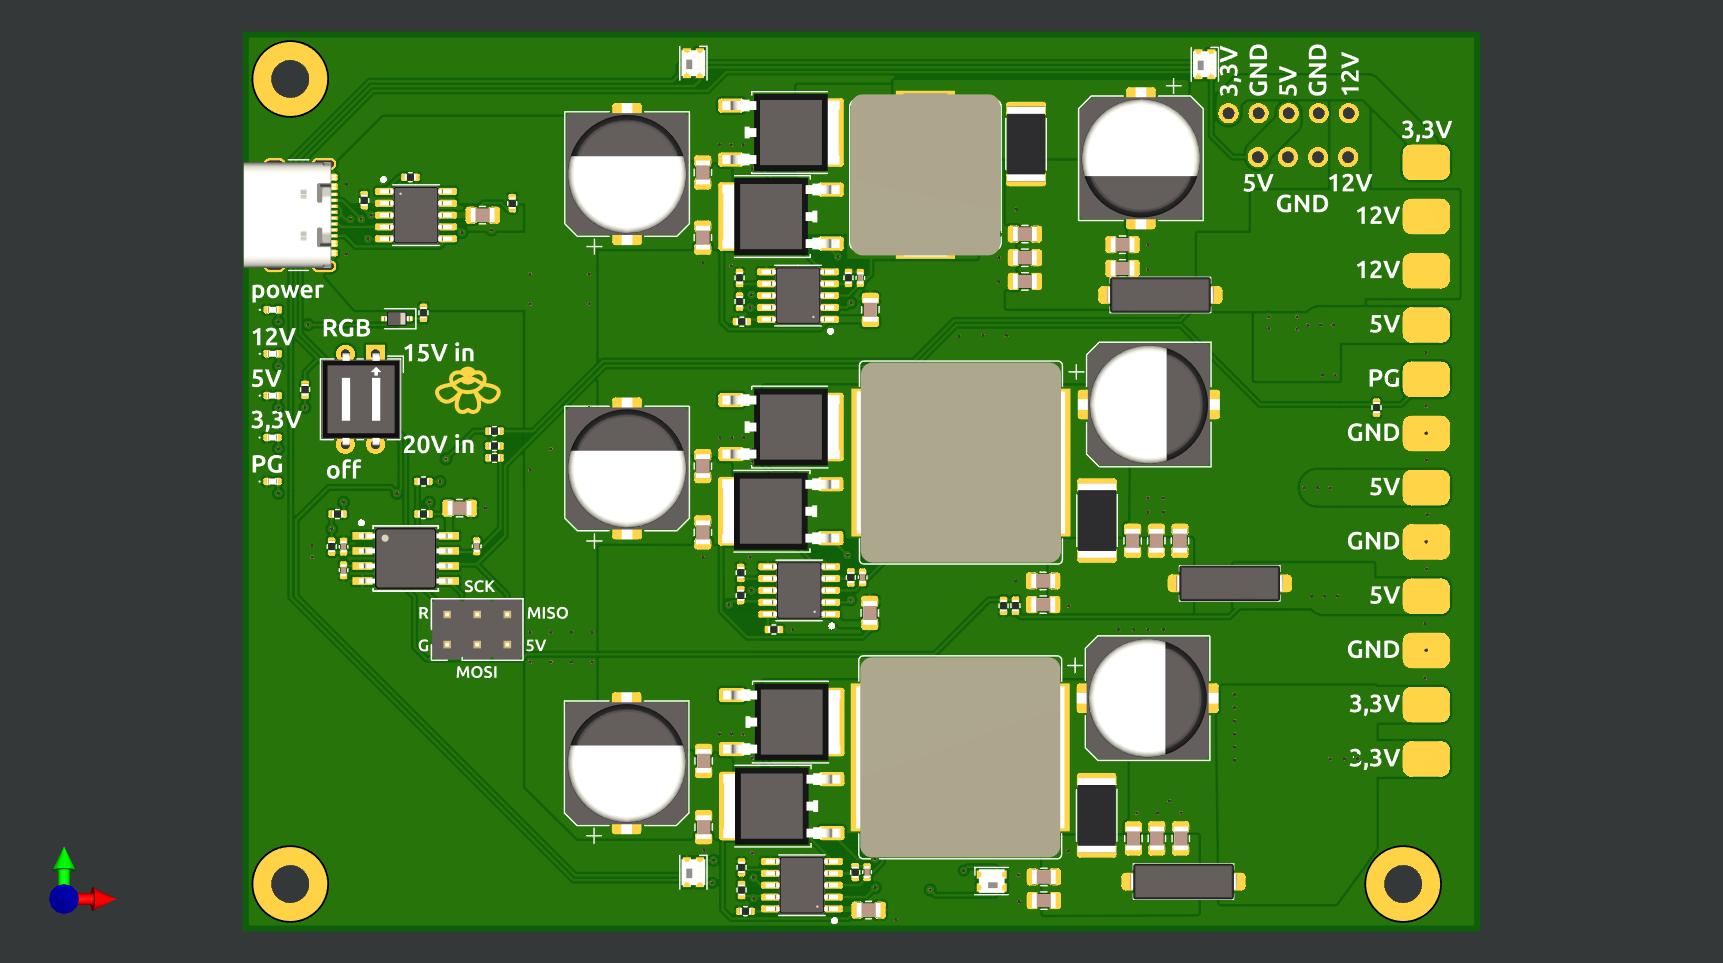 3,3V GND 5V GND 12V
5V 12V
GND
3,3V
12V
12V
5V
PG
GND
5V
GND
5V
GND
3,3V
3,3V
power
12V
5V
3,3V
PG
RGB
15V in
20V in
off
SCK
R MISO
G 5V
MOSI
+
+
+
+
+
+